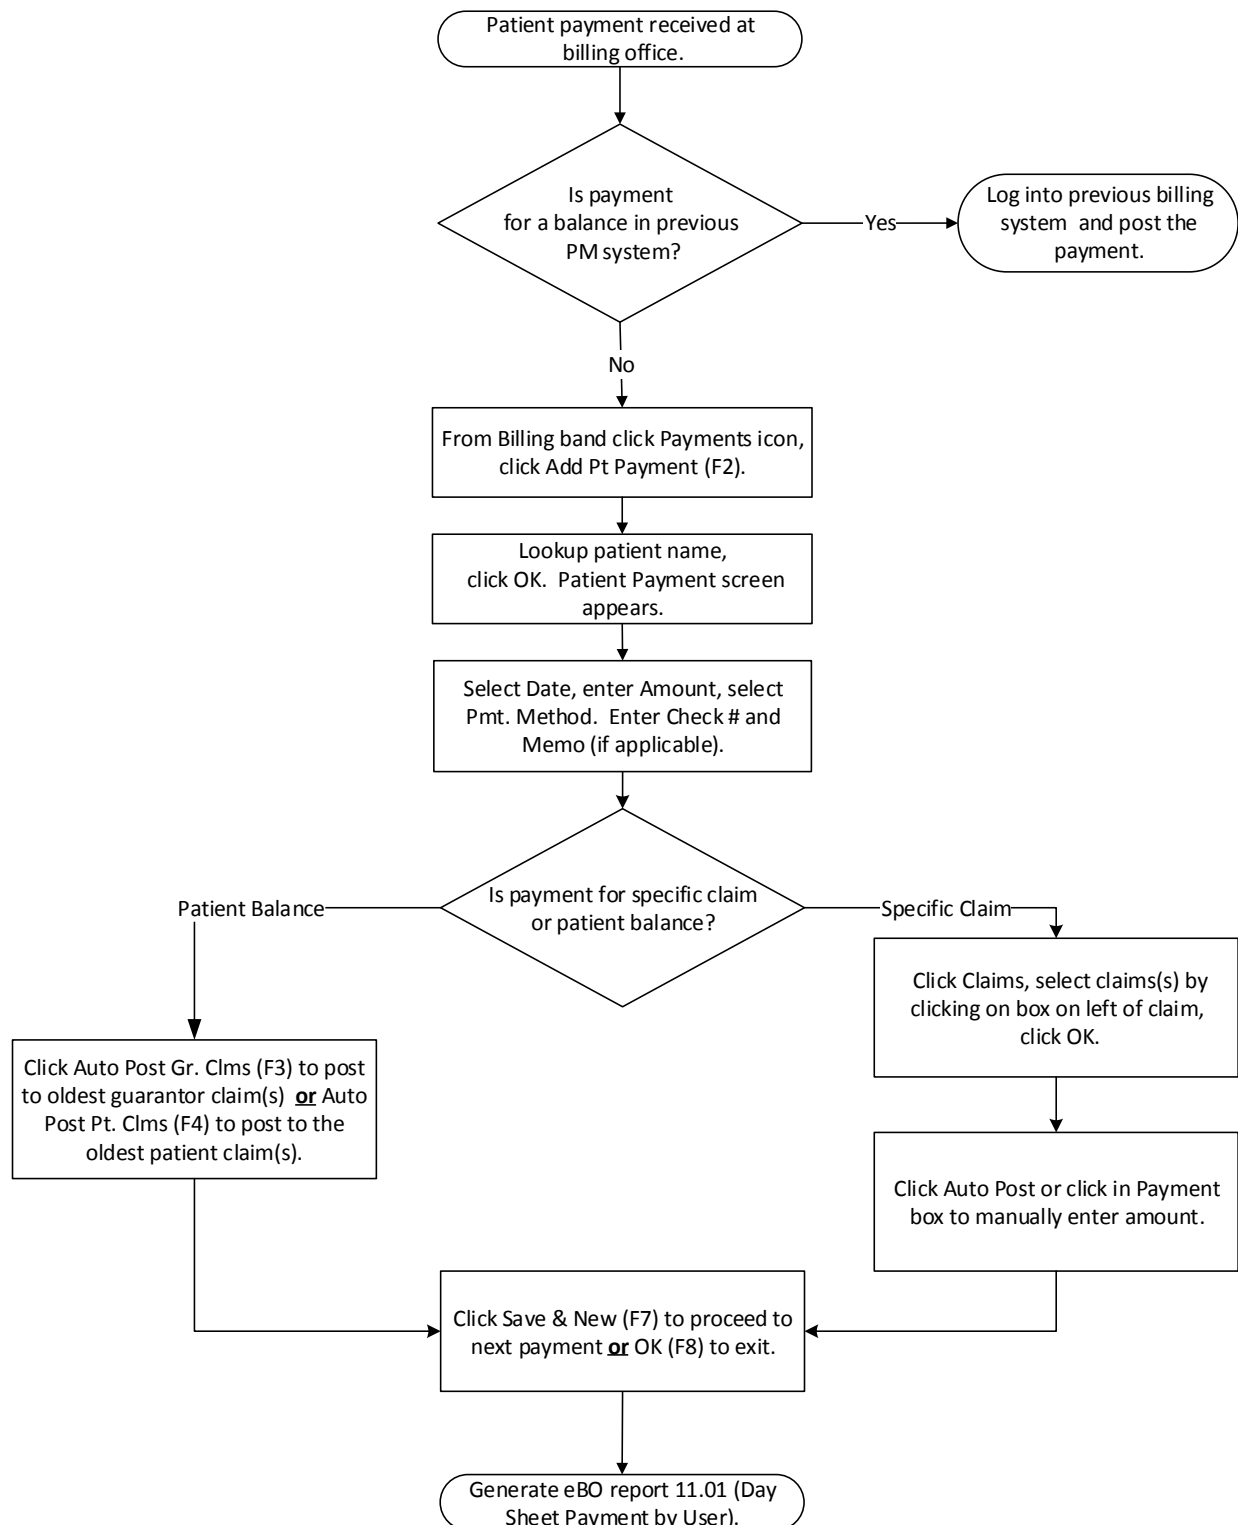 Patient payment received at
billing office.
Is payment
for a balance in previous
PM system?
Yes
Log into previous billing
system  and post the
payment.
No
From Billing band click Payments icon,
click Add Pt Payment (F2).
Lookup patient name,
click OK.  Patient Payment screen
appears.
Select Date, enter Amount, select
Pmt. Method.  Enter Check # and
Memo (if applicable).
Is payment for specific claim
or patient balance?
Patient Balance
Specific Claim
Click Auto Post Gr. Clms (F3) to post
to oldest guarantor claim(s)  or Auto
Post Pt. Clms (F4) to post to the
oldest patient claim(s).
Click Claims, select claims(s) by
clicking on box on left of claim,
click OK.
Click Auto Post or click in Payment
box to manually enter amount.
Click Save & New (F7) to proceed to
next payment or OK (F8) to exit.
Generate eBO report 11.01 (Day
Sheet Payment by User).